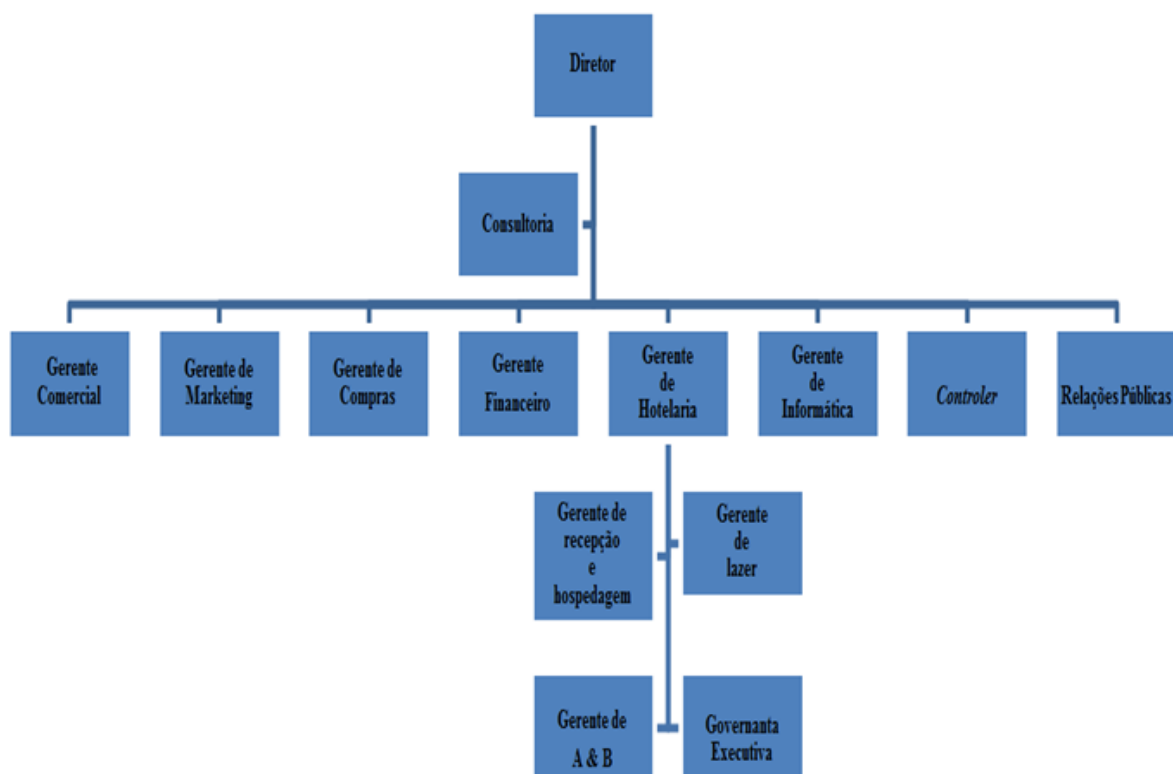 Diretor
Consultoria
Gerente
Comercial
Gerente de
Marketing
Gerente de
Compras
Gerente
Financeiro
Gerente
de
Hotelaria
Gerente
de
Informática
Controler
Relações Públicas
Gerente de
recepção
e
hospedagem
Gerente
de
lazer
Gerente de
A & B
Governanta
Executiva